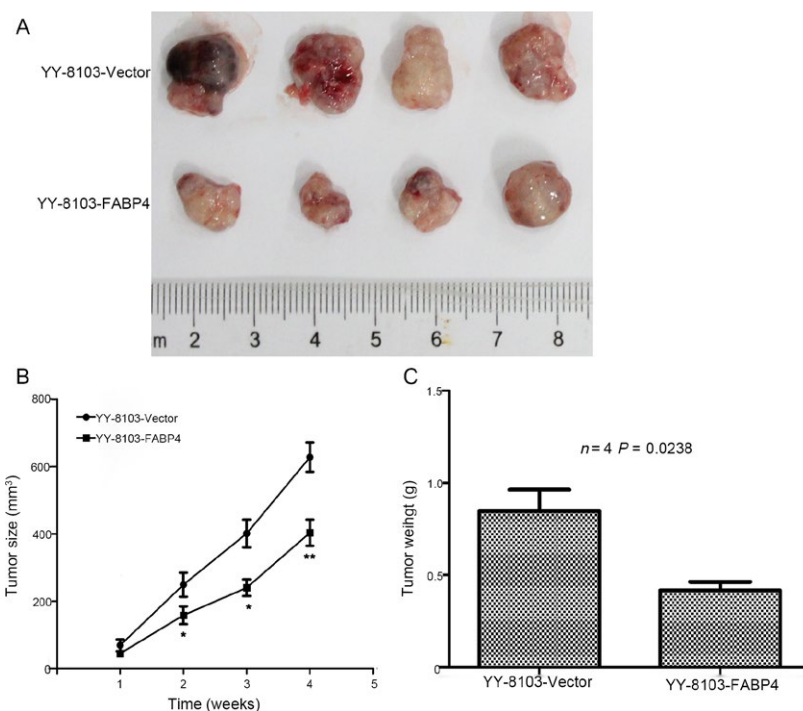 A
YY-8103-Vector
YY-8103-FABP4
m 2 3 4 5 6 7 8
B
800
YY-8103-Vector
YY-8103-FABP4
600
400
200
0
Tumor size (mm³)
*
*
**
1 2 3 4 5
Time (weeks)
C
1.5
n=4 P = 0.0238
1.0
0.5
0
Tumor weihgt (g)
YY-8103-Vector YY-8103-FABP4